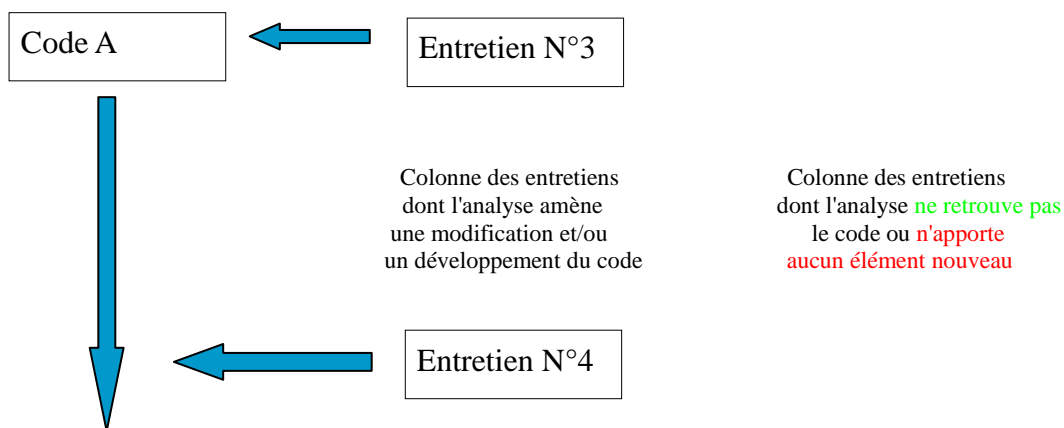 Code A
Entretien N°3
Colonne des entretiens
dont l'analyse amène
une modification et/ou
un développement du code
Colonne des entretiens
dont l'analyse ne retrouve pas
le code ou n'apporte
aucun élément nouveau
Entretien N°4